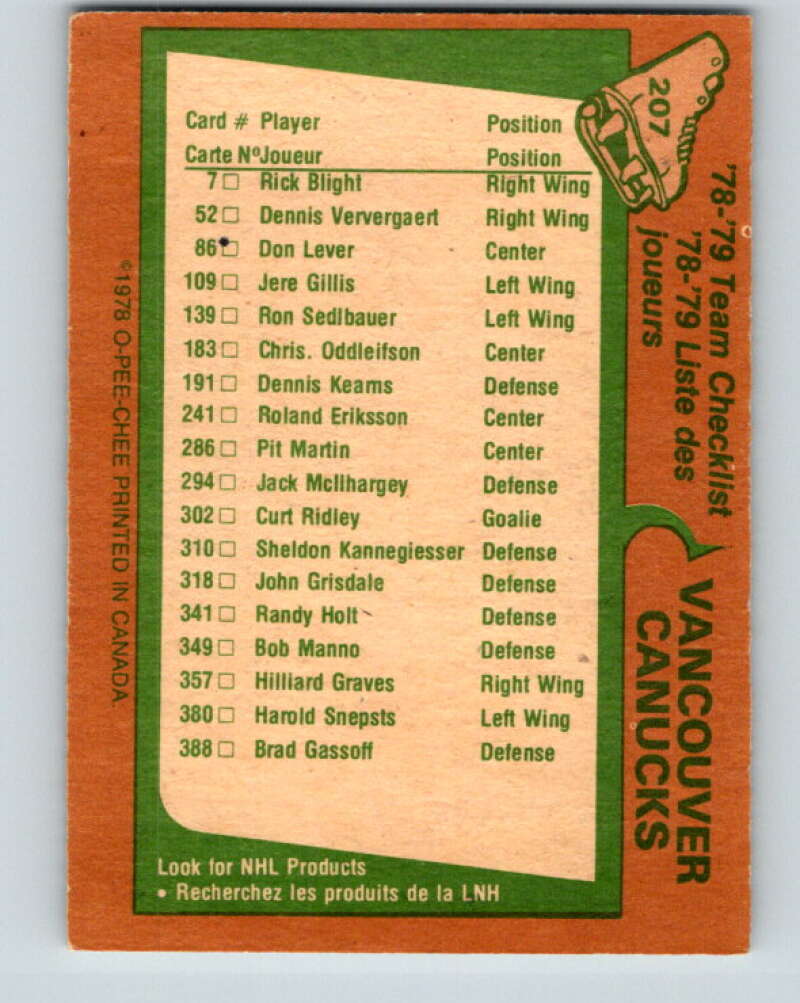 207
'78-'79 Team Checklist
'78-'79 Liste des
joueurs
VANCOUVER
CANUCKS
Card # Player Position
Carte Nº Joueur Position
7 □ Rick Blight Right Wing
52 □ Dennis Ververgaert Right Wing
86 □ Don Lever Center
109 □ Jere Gillis Left Wing
139 □ Ron Sedlbauer Left Wing
183 □ Chris. Oddleifson Center
191 □ Dennis Kearns Defense
241 □ Roland Eriksson Center
286 □ Pit Martin Center
294 □ Jack McIlhargey Defense
302 □ Curt Ridley Goalie
310 □ Sheldon Kannegiesser Defense
318 □ John Grisdale Defense
341 □ Randy Holt Defense
349 □ Bob Manno Defense
357 □ Hilliard Graves Right Wing
380 □ Harold Snepsts Left Wing
388 □ Brad Gassoff Defense
Look for NHL Products
• Recherchez les produits de la LNH
©1978 O-PEE-CHEE PRINTED IN CANADA